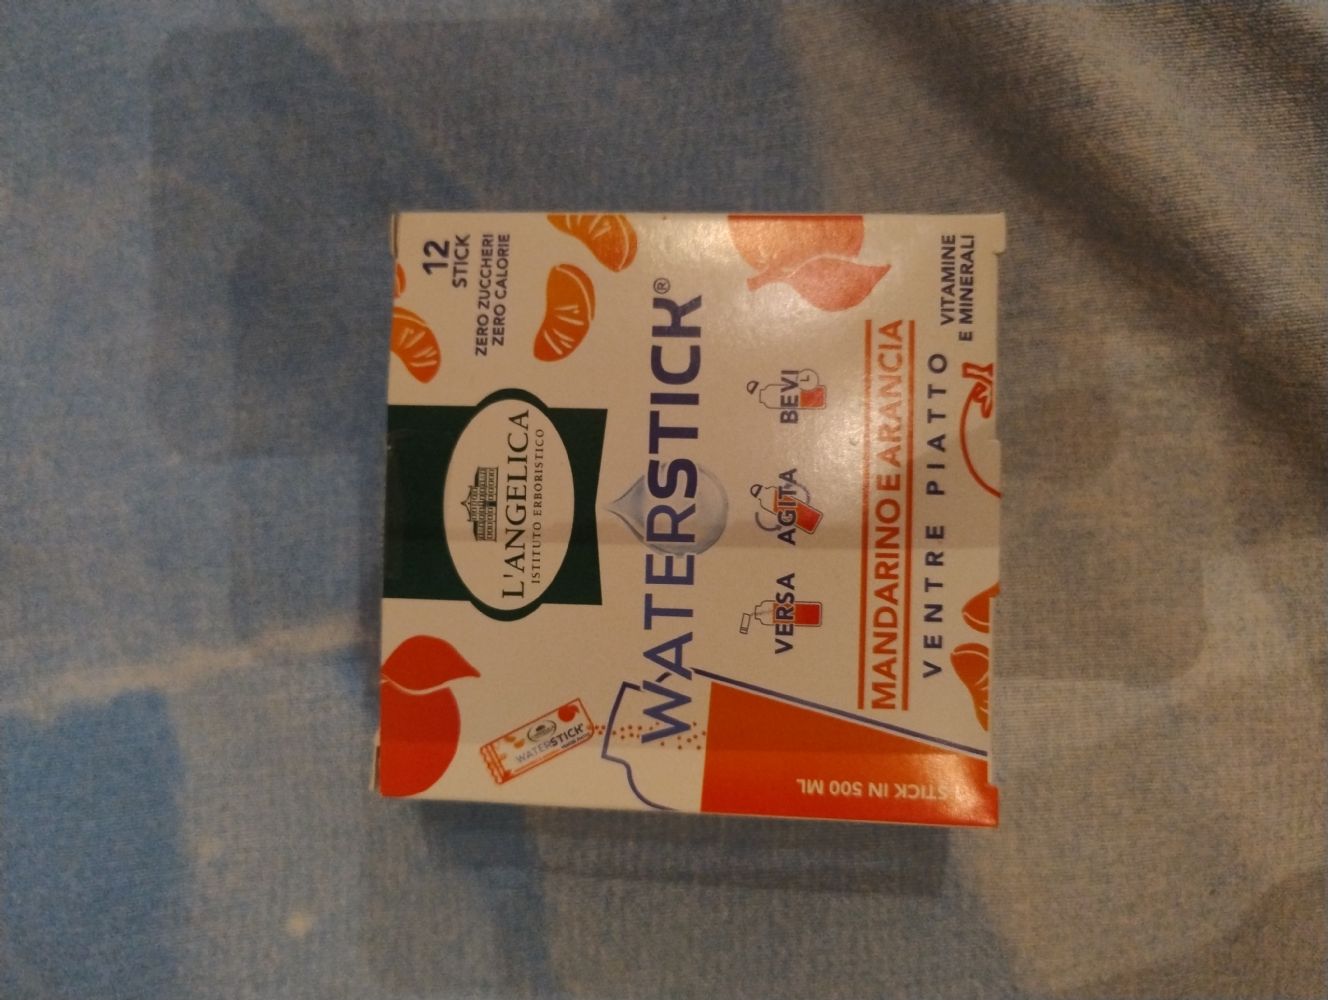 12
STICK
ZERO ZUCCHERI
ZERO CALORIE
L'ANGELICA
ISTITUTO ERBORISTICO
WATERSTICK
WATERSTICK®
VERSA AGITA BEVI
MANDARINO E ARANCIA
VENTRE PIATTO
VITAMINE
E MINERALI
STICK IN 500 ML